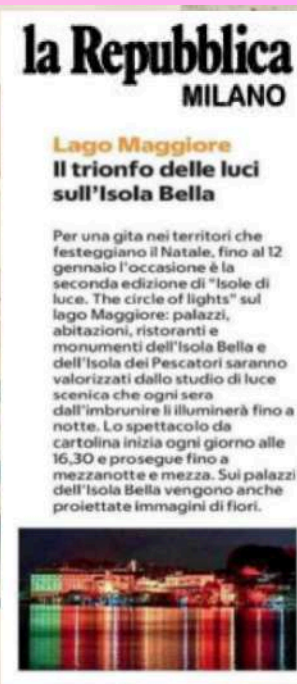 la Repubblica
MILANO
Lago Maggiore
Il trionfo delle luci
sull'Isola Bella
Per una gita nei territori che
festeggiano il Natale, fino al 12
gennaio l'occasione è la
seconda edizione di "Isole di
luce. The circle of lights" sul
lago Maggiore: palazzi,
abitazioni, ristoranti e
monumenti dell'Isola Bella e
dell'Isola dei Pescatori saranno
valorizzati dallo studio di luce
scenica che ogni sera
dall'imbrunire li illuminerà fino a
notte. Lo spettacolo da
cartolina inizia ogni giorno alle
16,30 e prosegue fino a
mezzanotte e mezza. Sui palazzi
dell'Isola Bella vengono anche
proiettate immagini di fiori.